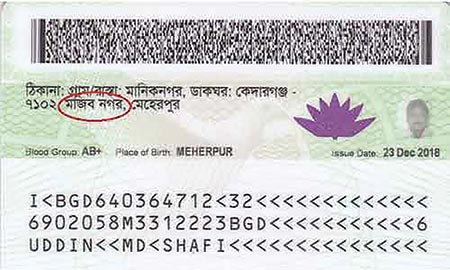 ঠিকানা: গ্রাম/রাস্তা: মানিকনগর, ডাকঘর: কেদারগঞ্জ -
৭১০২ মজিব নগর, মেহেরপুর
Blood Group: AB+ Place of Birth: MEHERPUR Issue Date: 23 Dec 2018
I<BGD640364712<32<<<<<<<<<<<<<
6902058M3312223BGD<<<<<<<<<<<6
UDDIN<<MD<SHAFI<<<<<<<<<<<<<<<